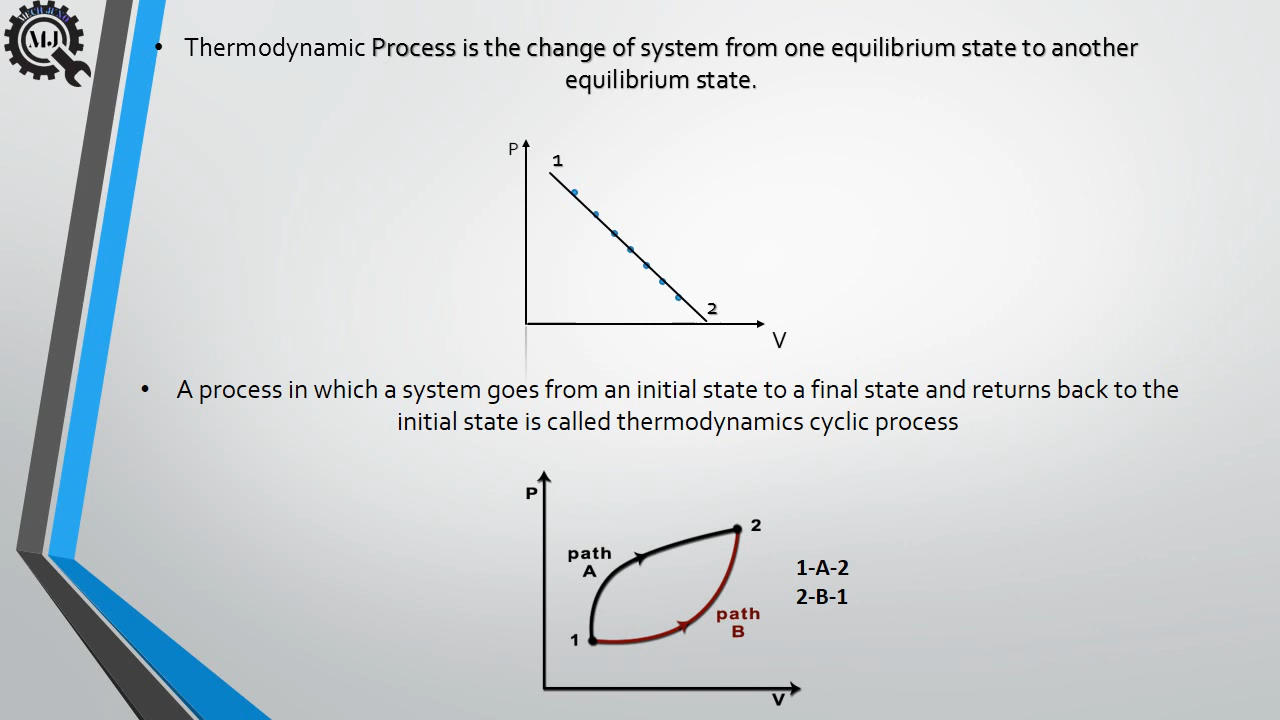 MECH JUNO
M.J
• Thermodynamic Process is the change of system from one equilibrium state to another
equilibrium state.
P
1
2
V
• A process in which a system goes from an initial state to a final state and returns back to the
initial state is called thermodynamics cyclic process
P
2
path
A
1-A-2
2-B-1
path
B
1
V